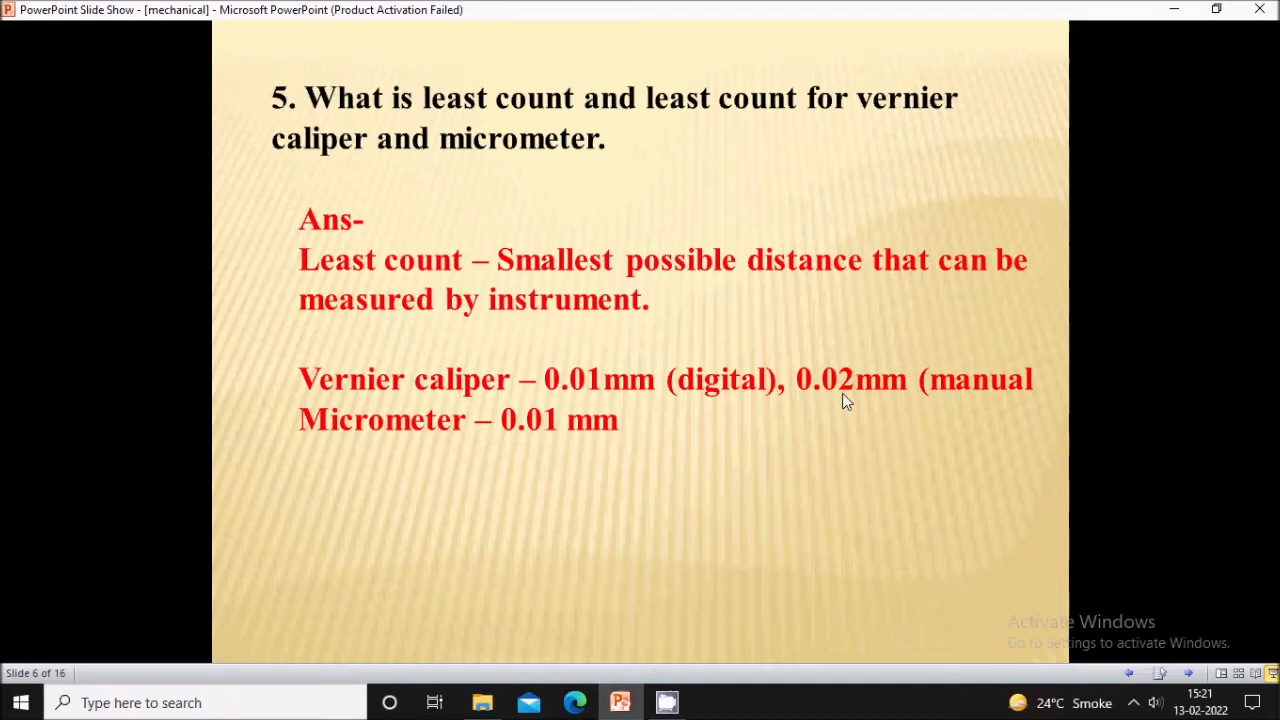 PowerPoint Slide Show - [mechanical] - Microsoft PowerPoint (Product Activation Failed)
5. What is least count and least count for vernier
caliper and micrometer.
Ans-
Least count – Smallest possible distance that can be
measured by instrument.
Vernier caliper – 0.01mm (digital), 0.02mm (manual
Micrometer – 0.01 mm
Activate Windows
Go to Settings to activate Windows.
Slide 6 of 16
Type here to search
24°C Smoke
15:21
13-02-2022